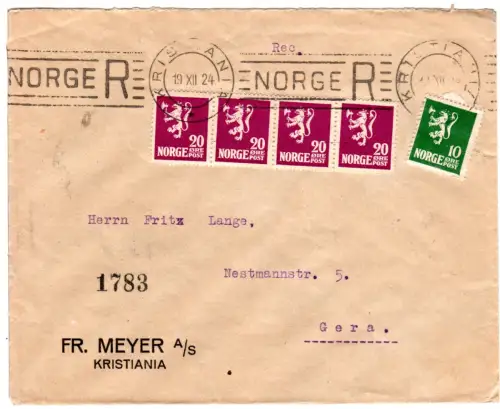 Rec.
KRISTIANIA
19 XII 24
KRISTIANIA
NORGE R
NORGE R
20 20 20 20 10
NORGE ØRE POST NORGE ØRE POST NORGE ØRE POST NORGE ØRE POST NORGE ØRE POST
Herrn Fritz Lange,
1783
Nestmannstr. 5.
Gera.
FR. MEYER A/S
KRISTIANIA